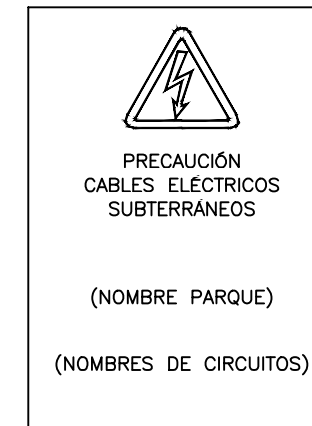 PRECAUCIÓN
CABLES ELÉCTRICOS
SUBTERRÁNEOS
(NOMBRE PARQUE)
(NOMBRES DE CIRCUITOS)